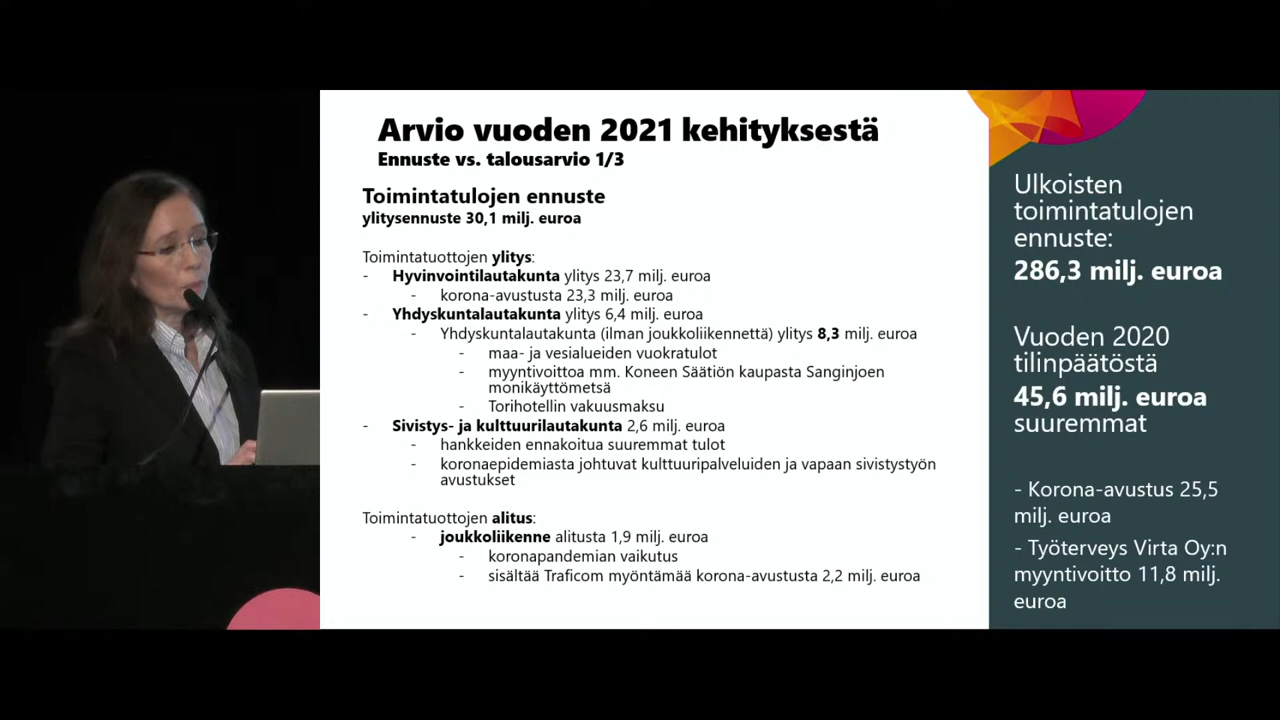 Arvio vuoden 2021 kehityksestä
Ennuste vs. talousarvio 1/3
Toimintatulojen ennuste
ylitysennuste 30,1 milj. euroa
Toimintatuottojen ylitys:
- Hyvinvointilautakunta ylitys 23,7 milj. euroa
- korona-avustusta 23,3 milj. euroa
- Yhdyskuntalautakunta ylitys 6,4 milj. euroa
- Yhdyskuntalautakunta (ilman joukkoliikennettä) ylitys 8,3 milj. euroa
- maa- ja vesialueiden vuokratulot
- myyntivoittoa mm. Koneen Säätiön kaupasta Sanginjoen
monikäyttömetsä
- Torihotellin vakuusmaksu
- Sivistys- ja kulttuurilautakunta 2,6 milj. euroa
- hankkeiden ennakoitua suuremmat tulot
- koronaepidemiasta johtuvat kulttuuripalveluiden ja vapaan sivistystyön
avustukset
Toimintatuottojen alitus:
- joukkoliikenne alitusta 1,9 milj. euroa
- koronapandemian vaikutus
- sisältää Traficom myöntämää korona-avustusta 2,2 milj. euroa
Ulkoisten
toimintatulojen
ennuste:
286,3 milj. euroa
Vuoden 2020
tilinpäätöstä
45,6 milj. euroa
suuremmat
- Korona-avustus 25,5
milj. euroa
- Työterveys Virta Oy:n
myyntivoitto 11,8 milj.
euroa